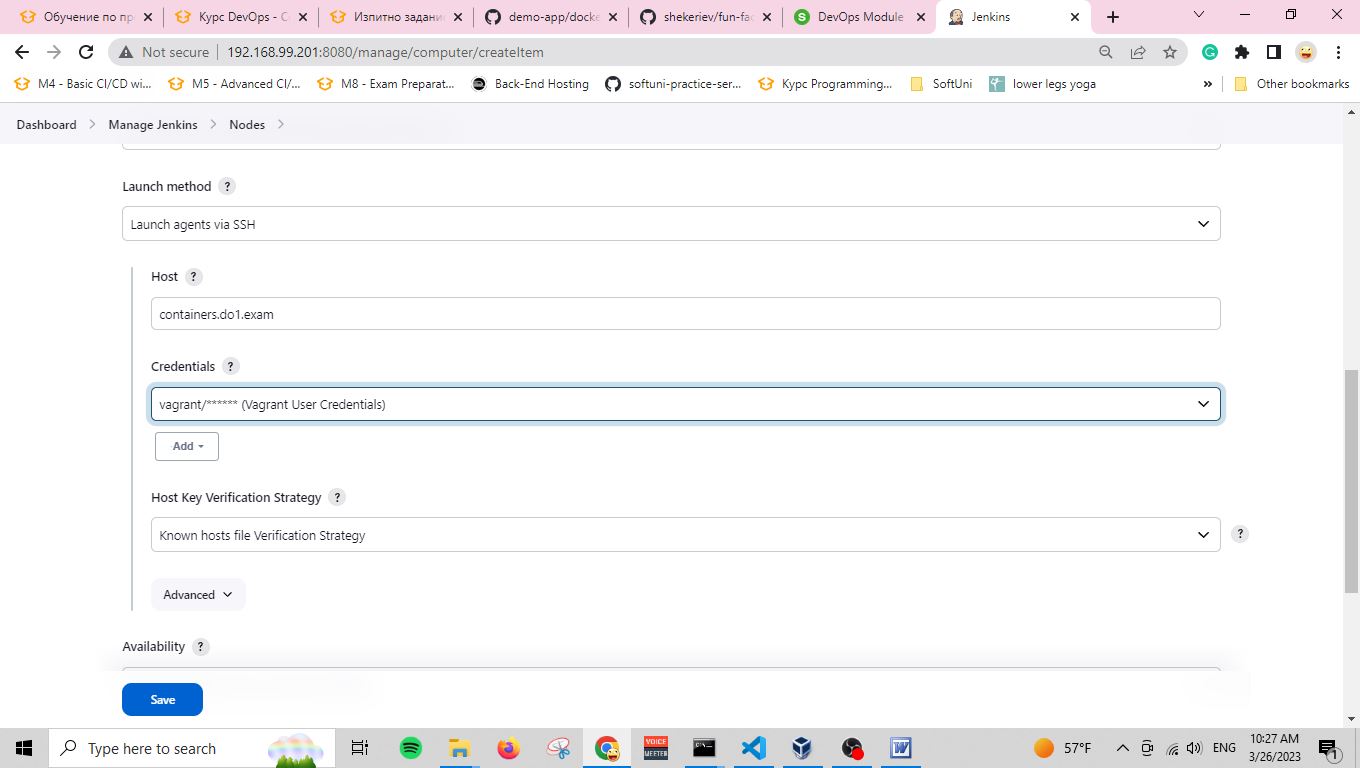 Обучение по пр
Курс DevOps - С
Изпитно задани
demo-app/docke
shekeriev/fun-fac
DevOps Module
Jenkins
Not secure
192.168.99.201:8080/manage/computer/createItem
M4 - Basic CI/CD wi...
M5 - Advanced CI/...
M8 - Exam Preparat...
Back-End Hosting
softuni-practice-ser...
Курс Programming...
SoftUni
lower legs yoga
»
Other bookmarks
Dashboard
Manage Jenkins
Nodes
Launch method ?
Launch agents via SSH
Host ?
containers.do1.exam
Credentials ?
vagrant/****** (Vagrant User Credentials)
Add
Host Key Verification Strategy ?
Known hosts file Verification Strategy
?
Advanced
Availability ?
Save
Type here to search
VOICE
MEETER
57°F
ENG
10:27 AM
3/26/2023
1